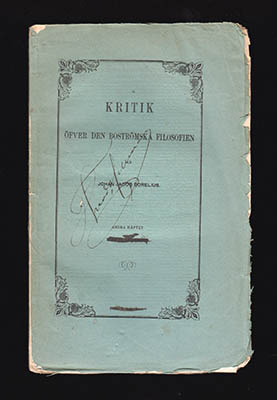 KRITIK
ÖFVER DEN BOSTRÖMSKA FILOSOFIEN
JOHAN JACOB BORELIUS.
ANDRA HÄFTET